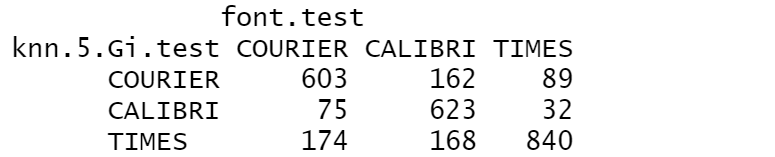 font.test
knn.5.Gi.test COURIER CALIBRI TIMES
COURIER 603 162 89
CALIBRI 75 623 32
TIMES 174 168 840